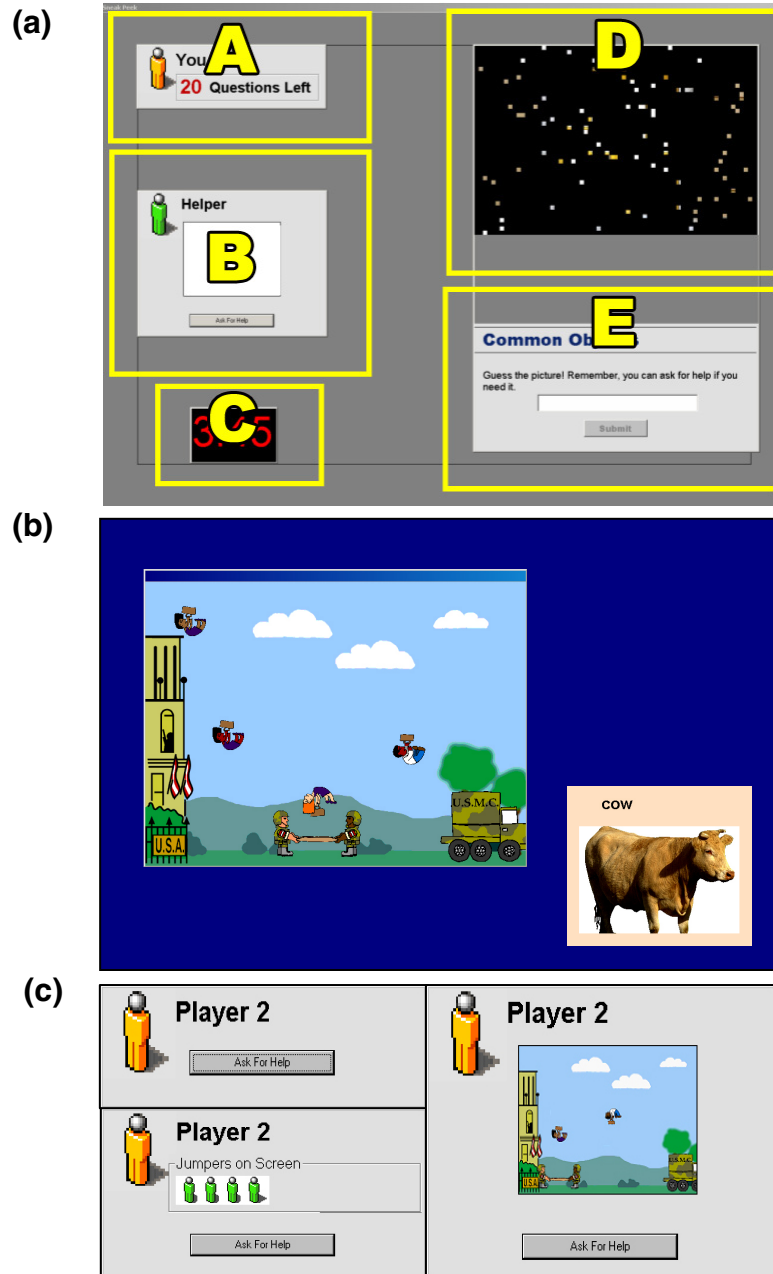 (a)
Sneak Peek
A
You
20 Questions Left
Helper
B
Ask For Help
C
D
E
Common
Guess the picture! Remember, you can ask for help if you
need it.
Submit
(b)
U.S.M.C.
U.S.A.
COW
(c)
Player 2
Ask For Help
Player 2
Jumpers on Screen
Ask For Help
Player 2
U.S.M.C.
U.S.A.
Ask For Help